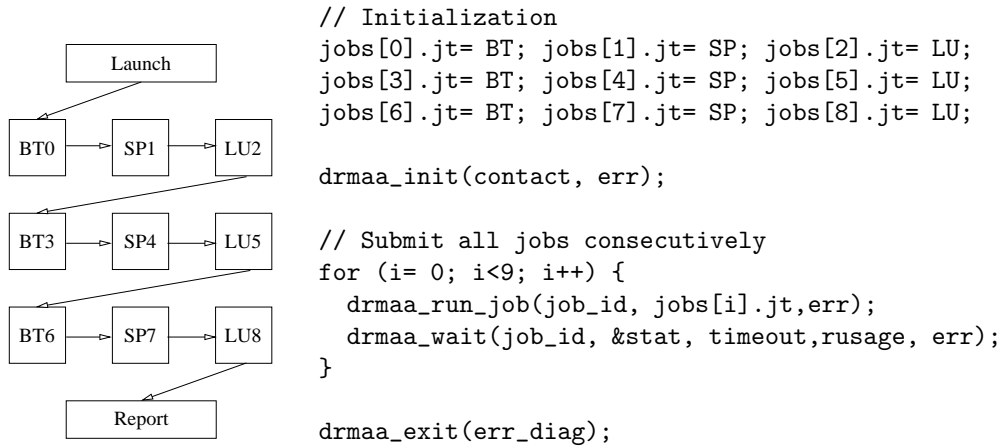 Launch
BT0 SP1 LU2
BT3 SP4 LU5
BT6 SP7 LU8
Report
// Initialization
jobs[0].jt= BT; jobs[1].jt= SP; jobs[2].jt= LU;
jobs[3].jt= BT; jobs[4].jt= SP; jobs[5].jt= LU;
jobs[6].jt= BT; jobs[7].jt= SP; jobs[8].jt= LU;
drmaa_init(contact, err);
// Submit all jobs consecutively
for (i= 0; i<9; i++) {
drmaa_run_job(job_id, jobs[i].jt,err);
drmaa_wait(job_id, &stat, timeout,rusage, err);
}
drmaa_exit(err_diag);